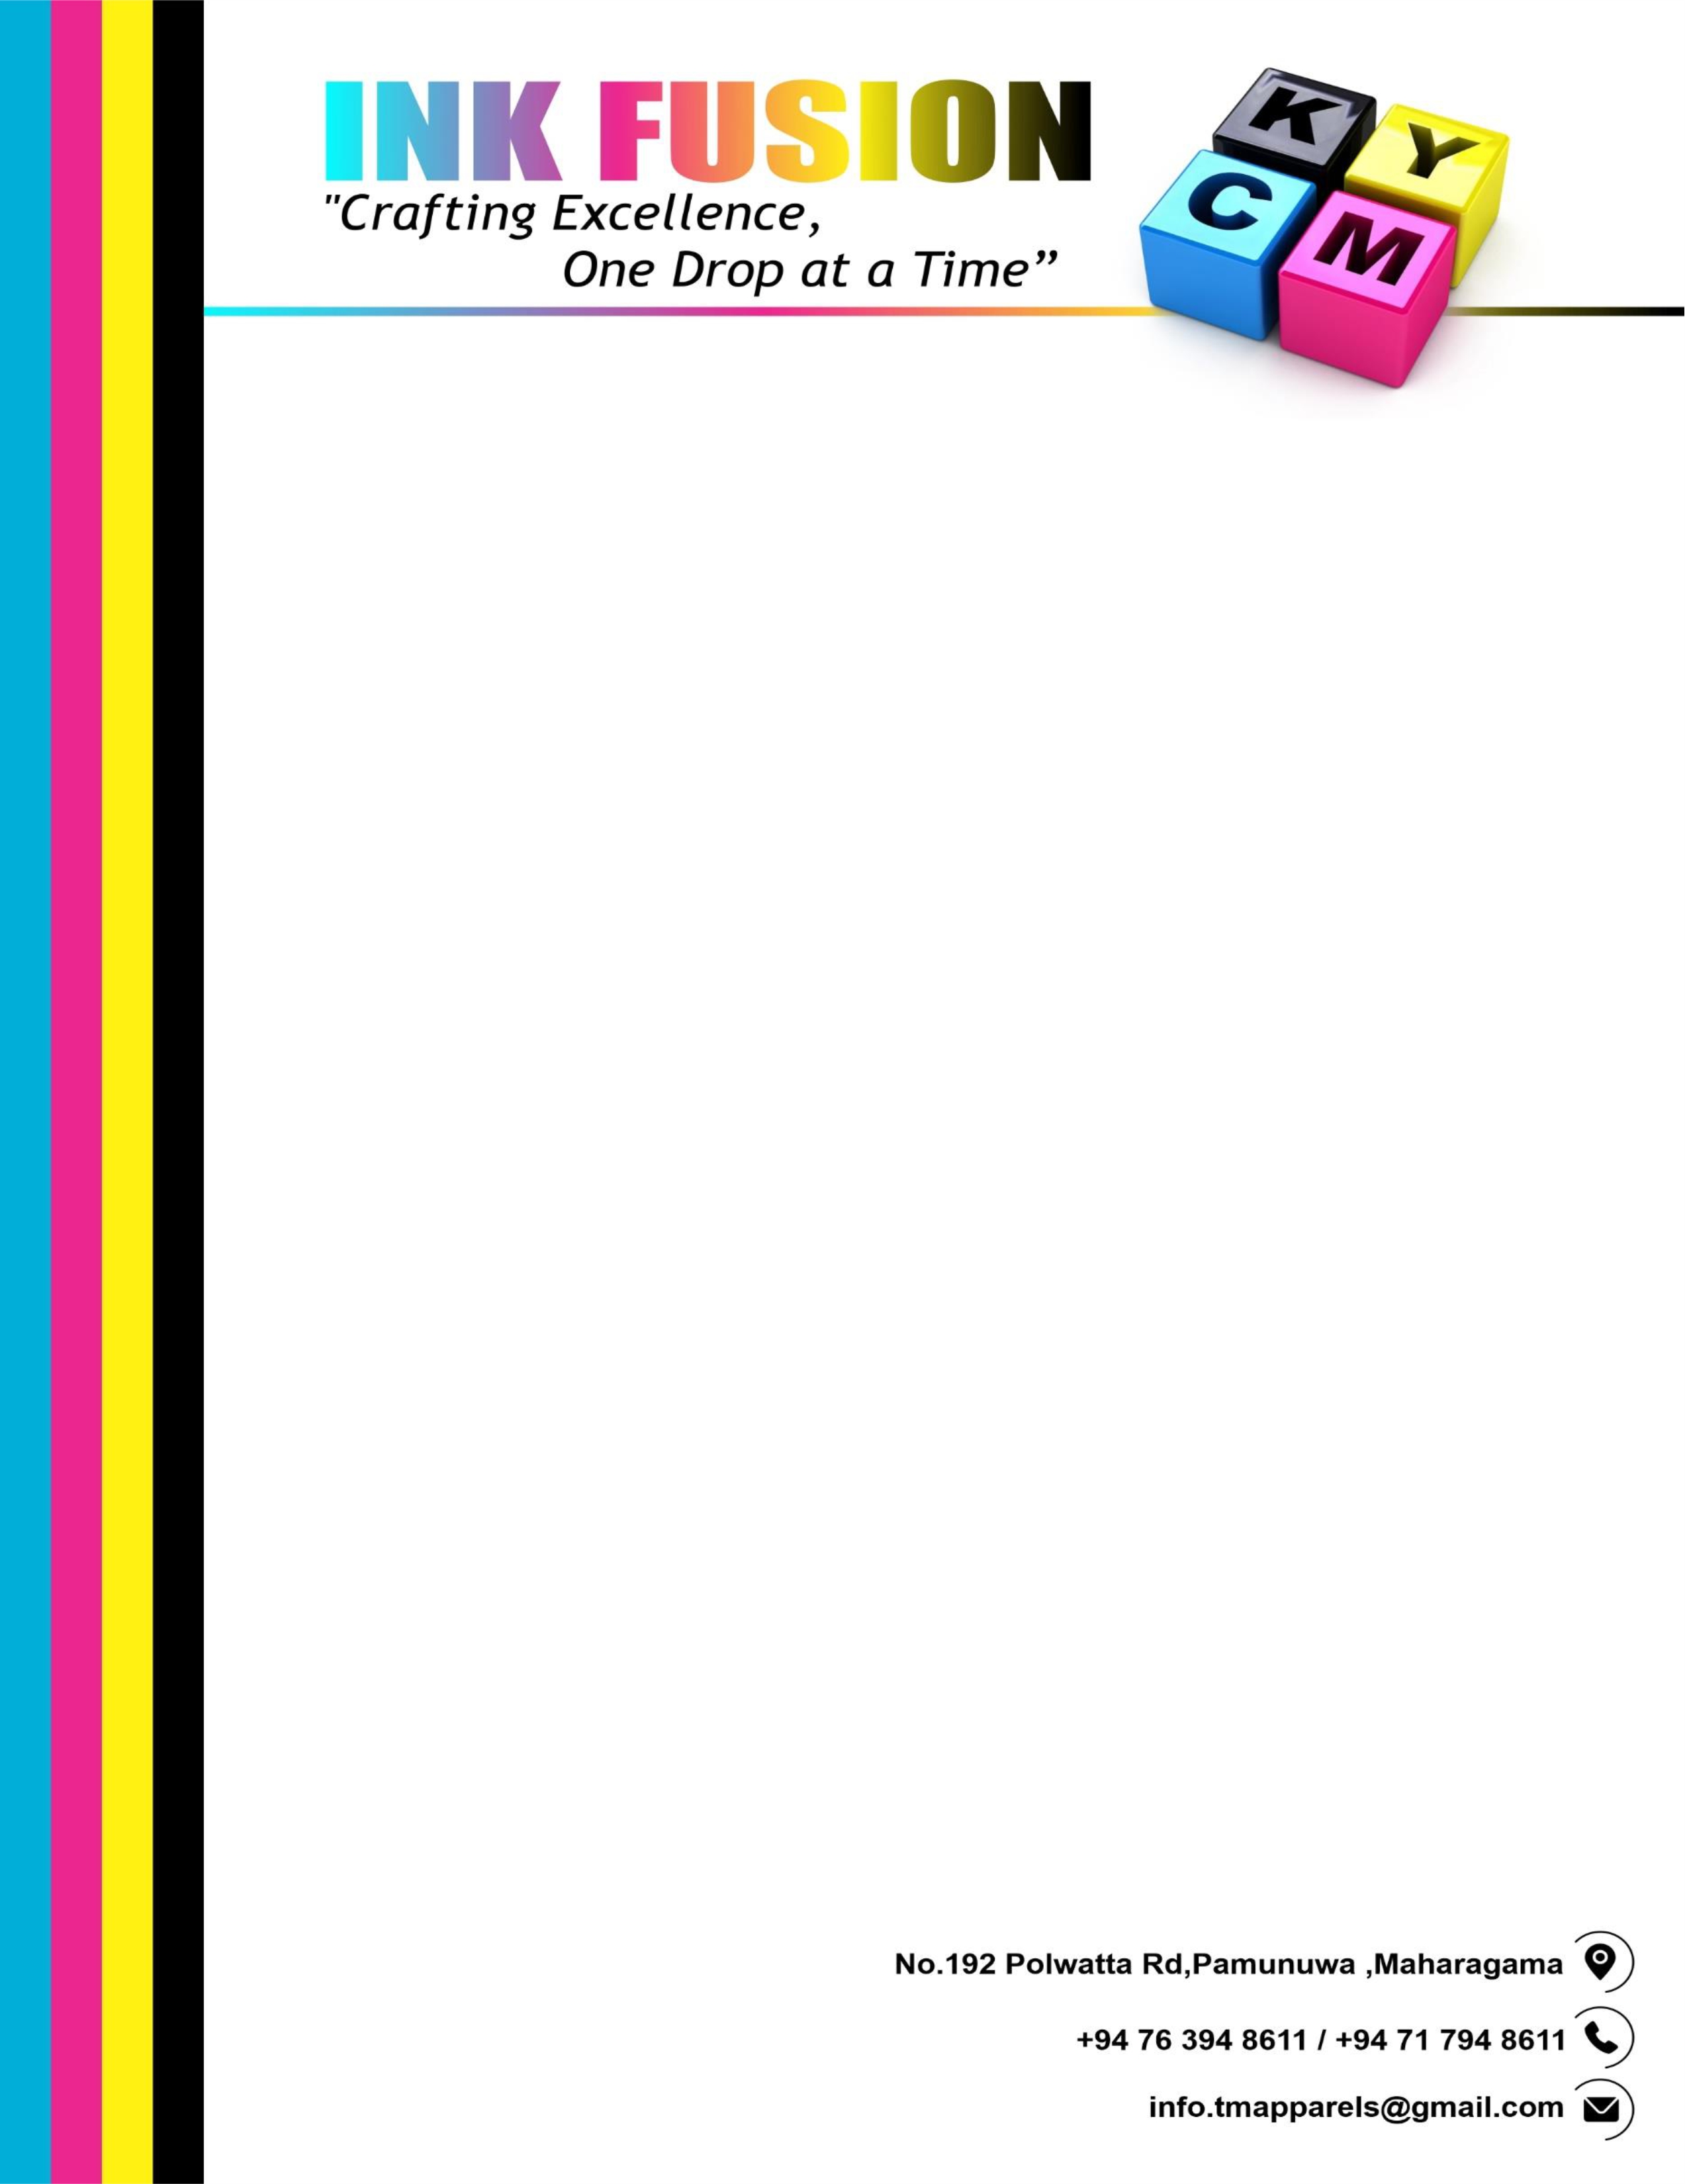 INK FUSION
"Crafting Excellence,
One Drop at a Time”
K
Y
C
M
No.192 Polwatta Rd,Pamunuwa ,Maharagama
+94 76 394 8611 / +94 71 794 8611
info.tmapparels@gmail.com